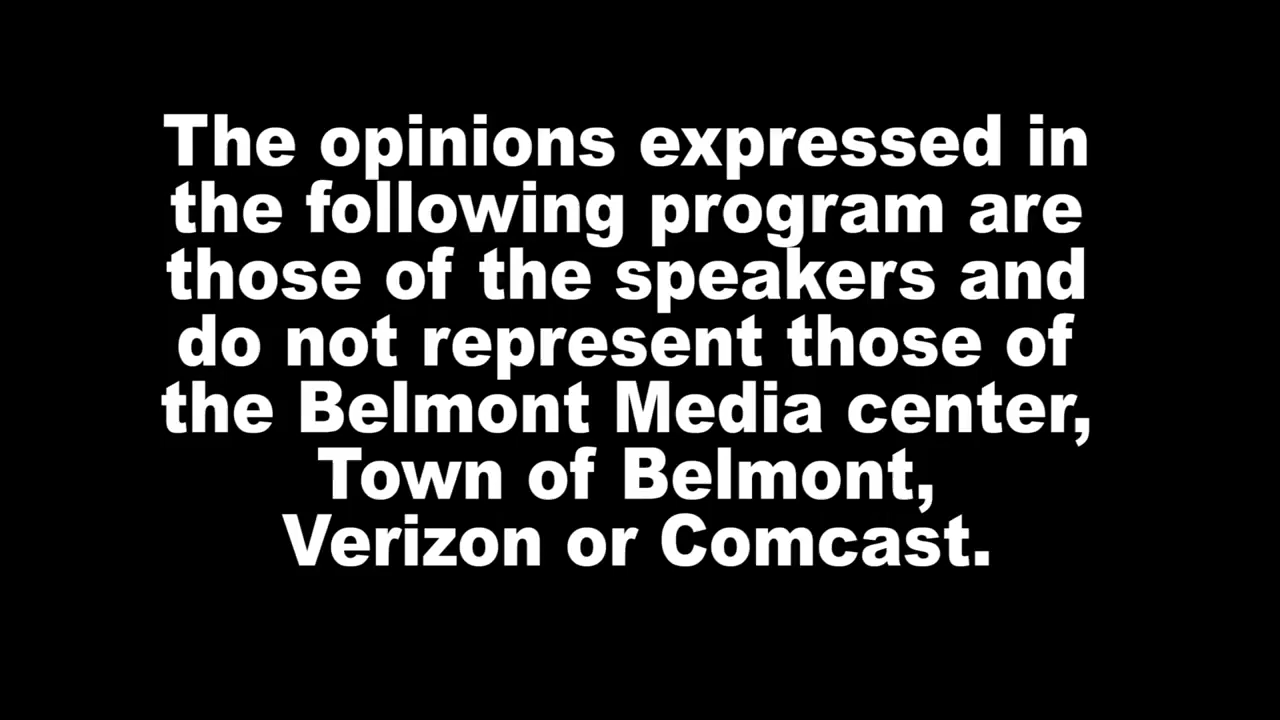 The opinions expressed in
the following program are
those of the speakers and
do not represent those of
the Belmont Media center,
Town of Belmont,
Verizon or Comcast.